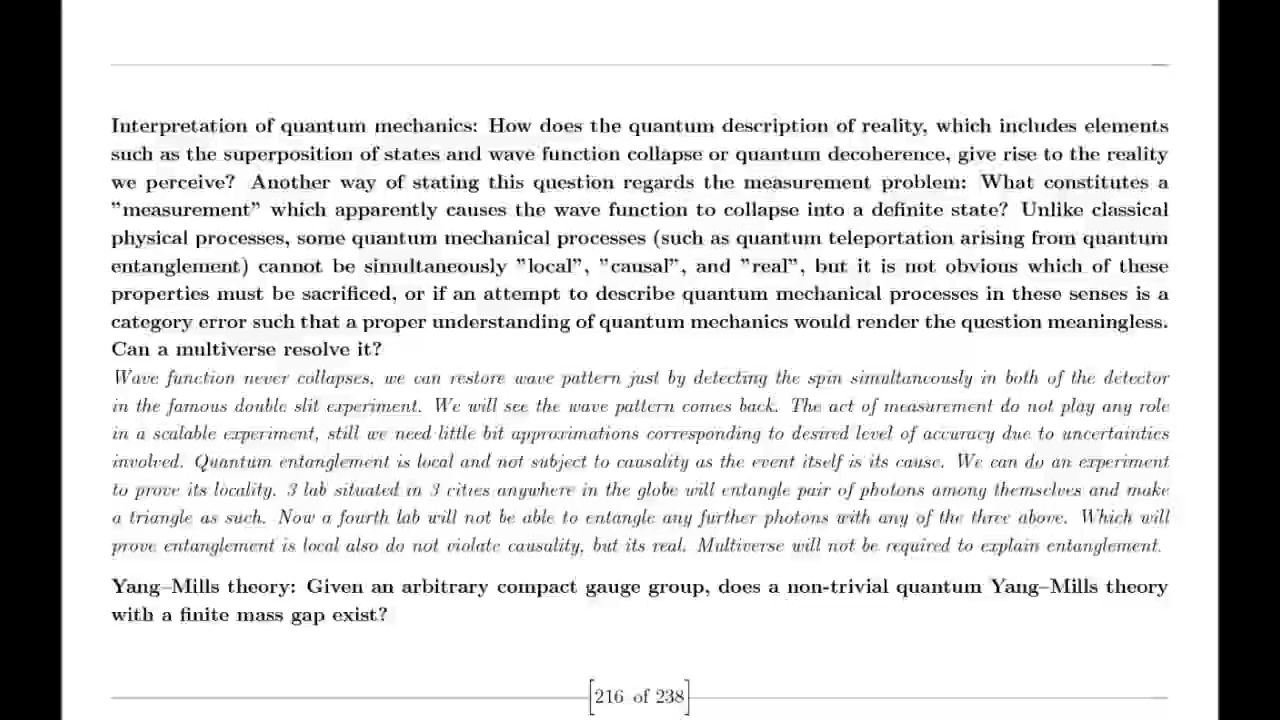 Interpretation of quantum mechanics: How does the quantum description of reality, which includes elements
such as the superposition of states and wave function collapse or quantum decoherence, give rise to the reality
we perceive? Another way of stating this question regards the measurement problem: What constitutes a
”measurement” which apparently causes the wave function to collapse into a definite state? Unlike classical
physical processes, some quantum mechanical processes (such as quantum teleportation arising from quantum
entanglement) cannot be simultaneously ”local”, ”causal”, and ”real”, but it is not obvious which of these
properties must be sacrificed, or if an attempt to describe quantum mechanical processes in these senses is a
category error such that a proper understanding of quantum mechanics would render the question meaningless.
Can a multiverse resolve it?
Wave function never collapses, we can restore wave pattern just by detecting the spin simultaneously in both of the detector
in the famous double slit experiment. We will see the wave pattern comes back. The act of measurement do not play any role
in a scalable experiment, still we need little bit approximations corresponding to desired level of accuracy due to uncertainties
involved. Quantum entanglement is local and not subject to causality as the event itself is its cause. We can do an experiment
to prove its locality. 3 lab situated in 3 cities anywhere in the globe will entangle pair of photons among themselves and make
a triangle as such. Now a fourth lab will not be able to entangle any further photons with any of the three above. Which will
prove entanglement is local also do not violate causality, but its real. Multiverse will not be required to explain entanglement.
Yang–Mills theory: Given an arbitrary compact gauge group, does a non-trivial quantum Yang–Mills theory
with a finite mass gap exist?
[216 of 238]